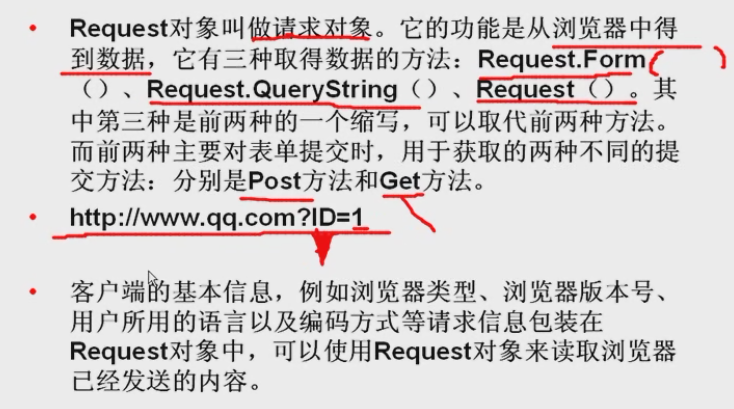 • Request对象叫做请求对象。它的功能是从浏览器中得
到数据，它有三种取得数据的方法：Request.Form
（）、Request.QueryString（）、Request（）。其
中第三种是前两种的一个缩写，可以取代前两种方法。
而前两种主要对表单提交时，用于获取的两种不同的提
交方法：分别是Post方法和Get方法。
• http://www.qq.com?ID=1
• 客户端的基本信息，例如浏览器类型、浏览器版本号、
用户所用的语言以及编码方式等请求信息包装在
Request对象中，可以使用Request对象来读取浏览器
已经发送的内容。